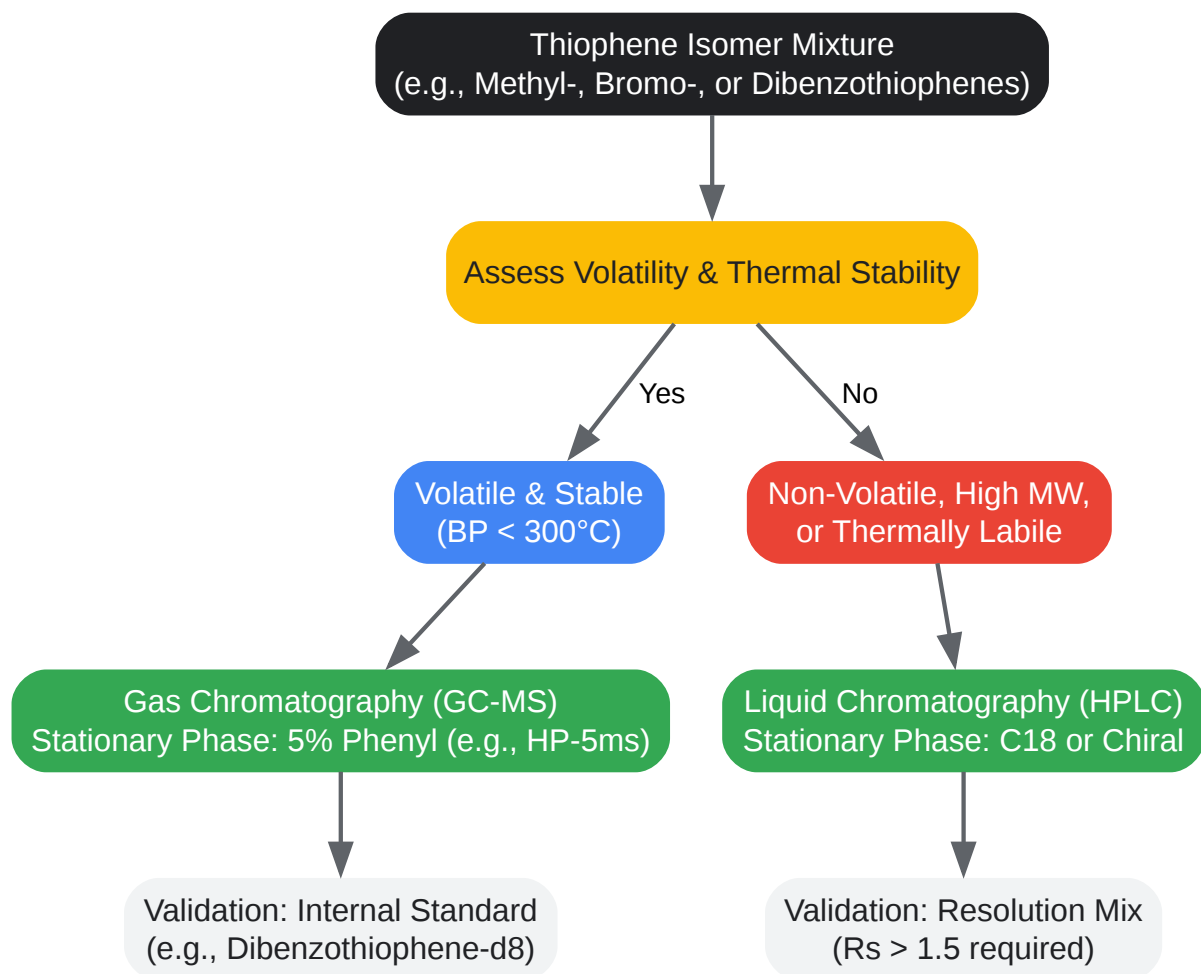 Thiophene Isomer Mixture
(e.g., Methyl-, Bromo-, or Dibenzothiophenes)
Assess Volatility & Thermal Stability
Yes
No
Volatile & Stable
(BP < 300°C)
Non-Volatile, High MW,
or Thermally Labile
Gas Chromatography (GC-MS)
Stationary Phase: 5% Phenyl (e.g., HP-5ms)
Liquid Chromatography (HPLC)
Stationary Phase: C18 or Chiral
Validation: Internal Standard
(e.g., Dibenzothiophene-d8)
Validation: Resolution Mix
(Rs > 1.5 required)